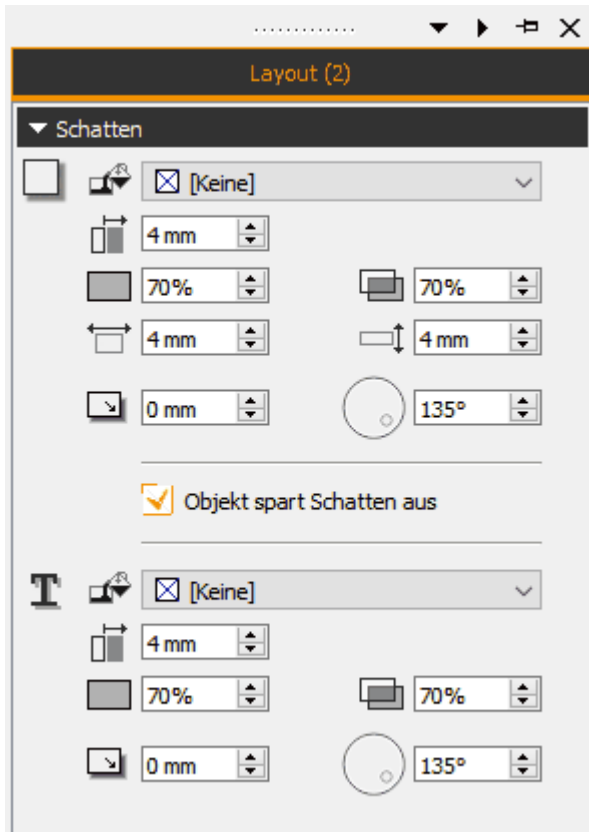 Layout (2)
Schatten
[Keine]
4 mm
70% 70%
4 mm 4 mm
0 mm 135°
Objekt spart Schatten aus
T [Keine]
4 mm
70% 70%
0 mm 135°